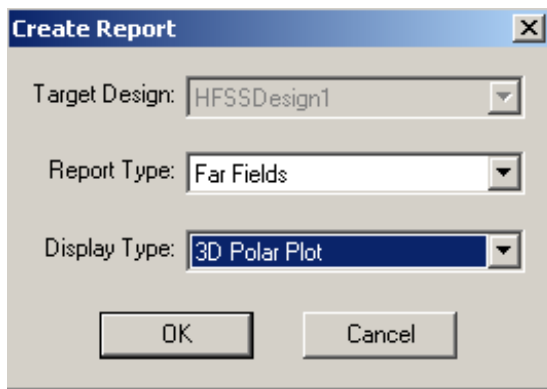 Create Report
Target Design: HFSSDesign1
Report Type: Far Fields
Display Type: 3D Polar Plot
OK Cancel